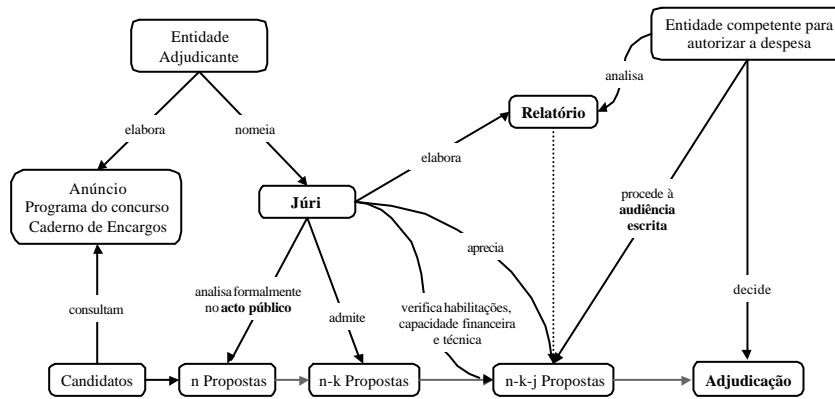 Entidade
Adjudicante
Entidade competente para
autorizar a despesa
analisa
Relatório
elabora
nomeia
elabora
Anúncio
Programa do concurso
Caderno de Encargos
Júri
procede à
audiência
escrita
aprecia
consultam
analisa formalmente
no acto público
admite
verifica habilitações,
capacidade financeira
e técnica
decide
Candidatos
n Propostas
n-k Propostas
n-k-j Propostas
Adjudicação